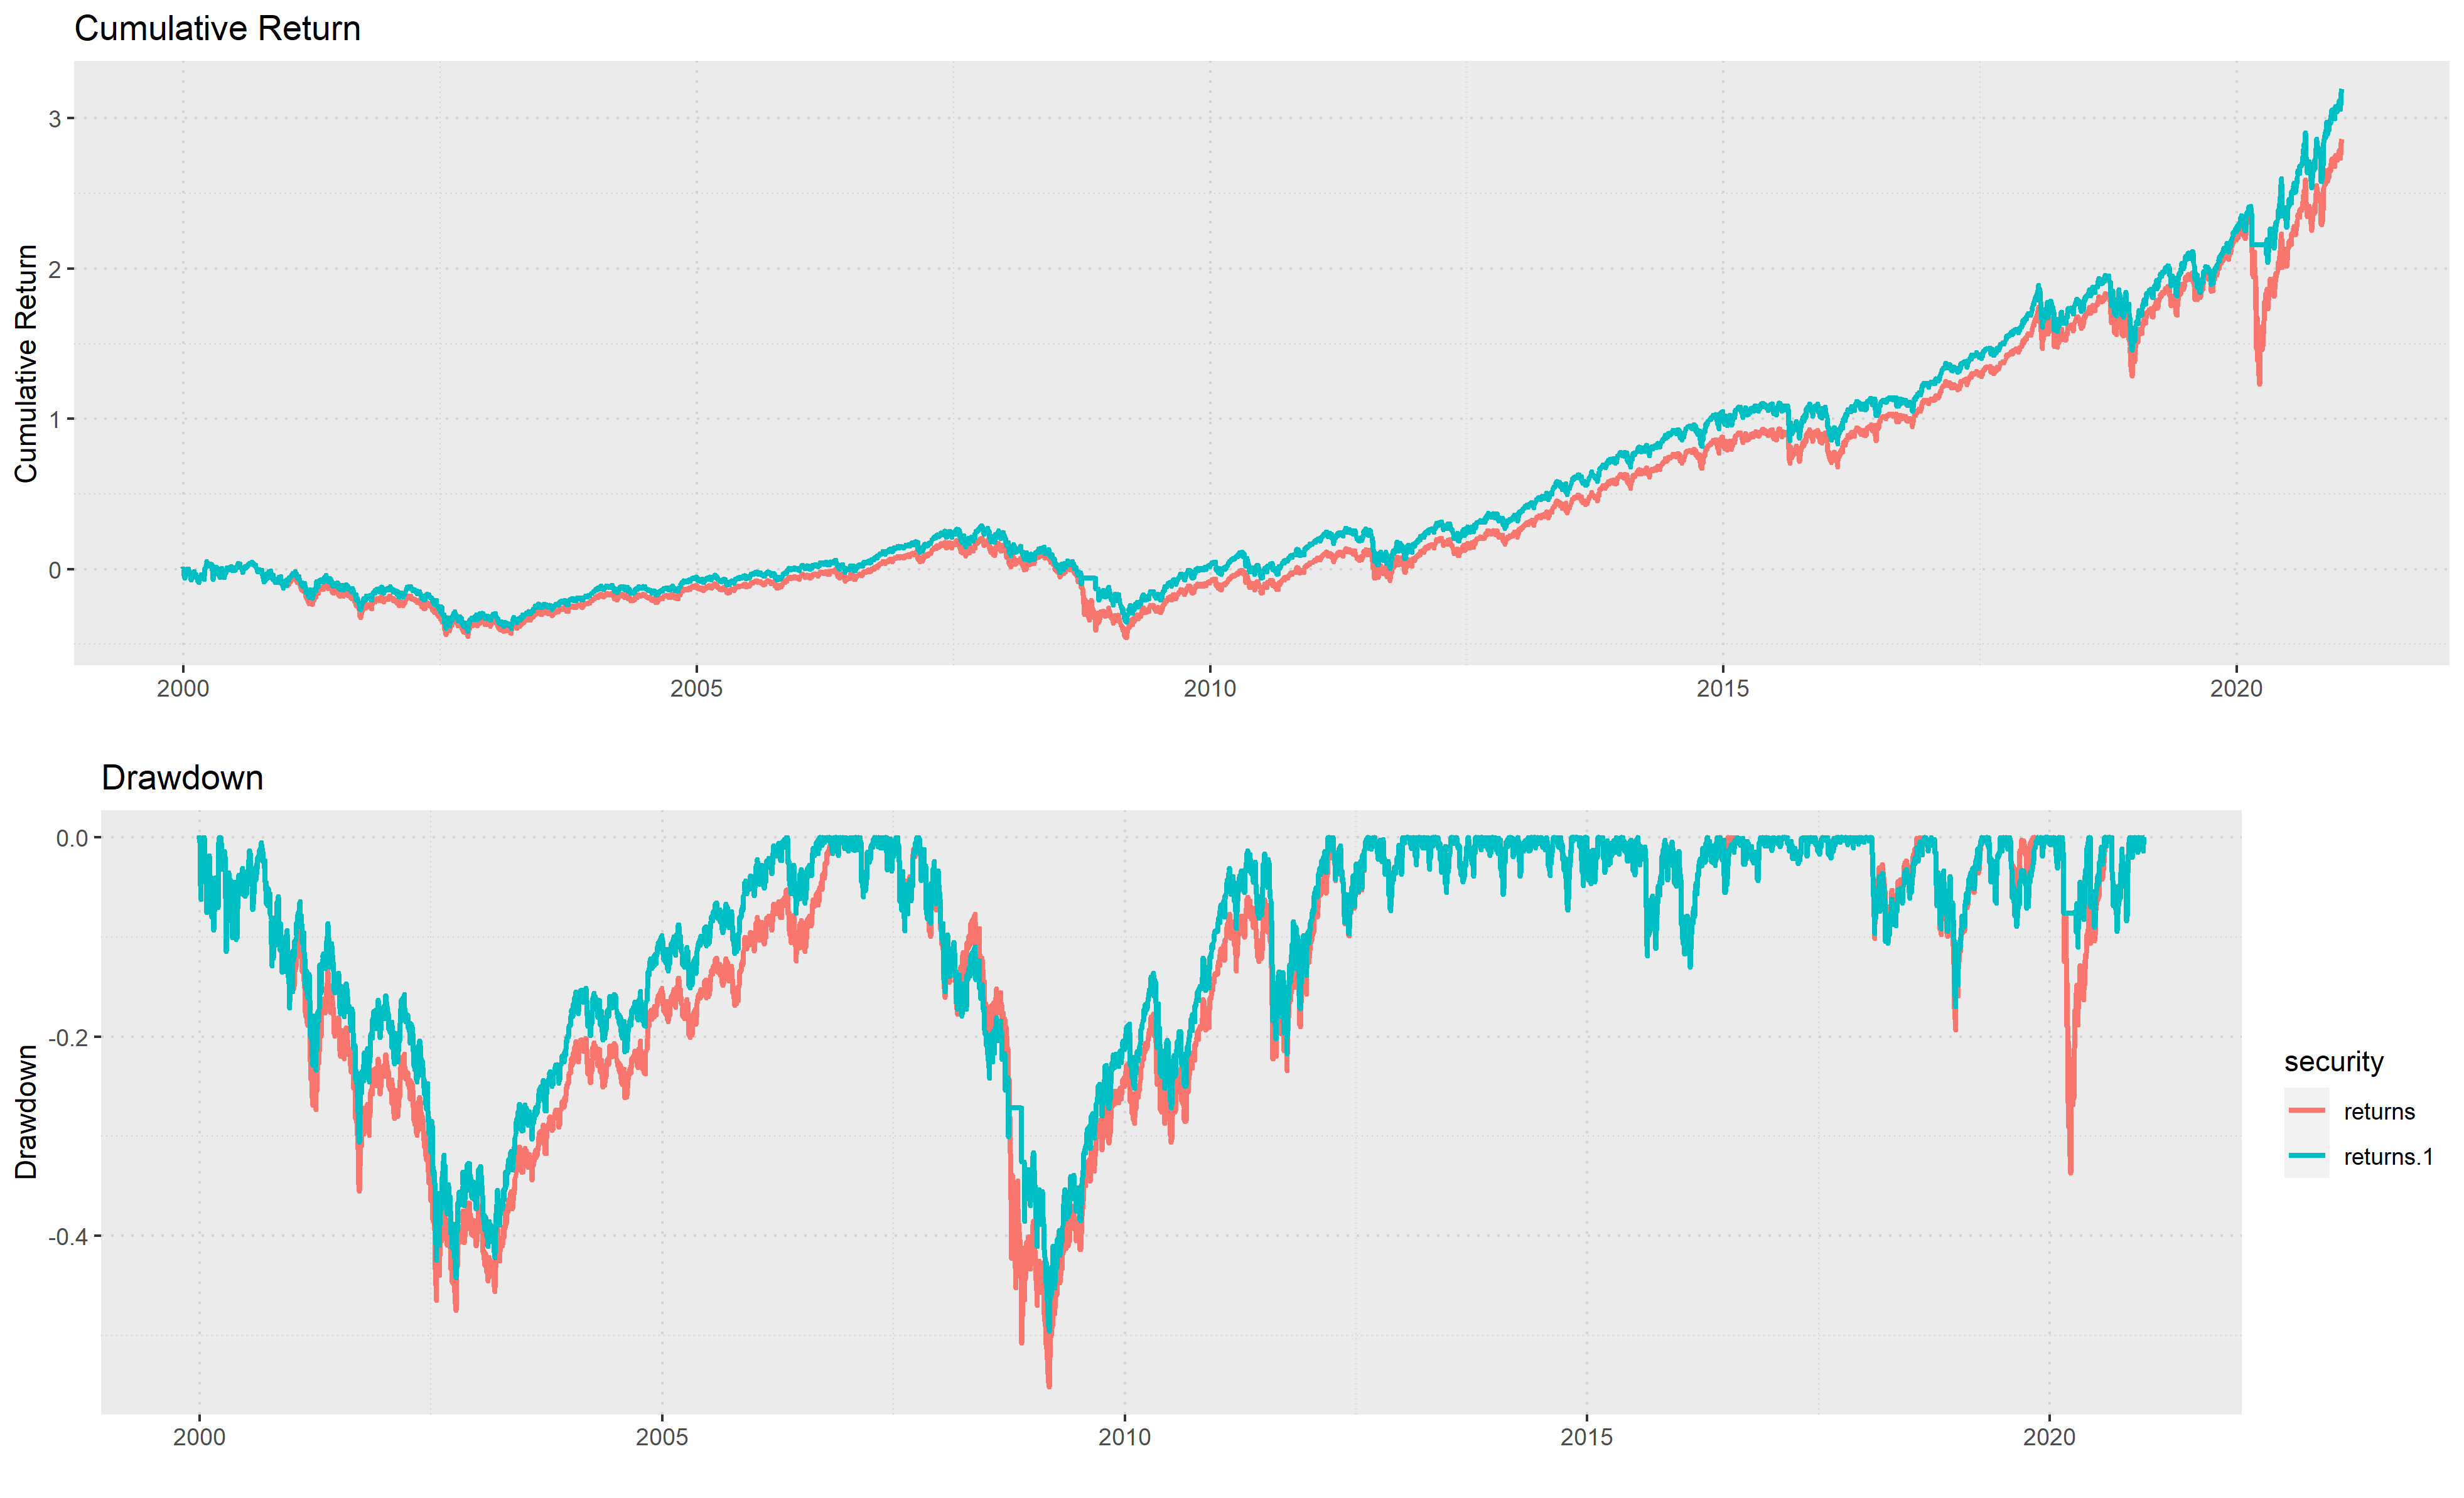 Cumulative Return
Cumulative Return
3
2
1
0
2000 2005 2010 2015 2020
Drawdown
Drawdown
0.0
-0.2
-0.4
2000 2005 2010 2015 2020
security
returns
returns.1